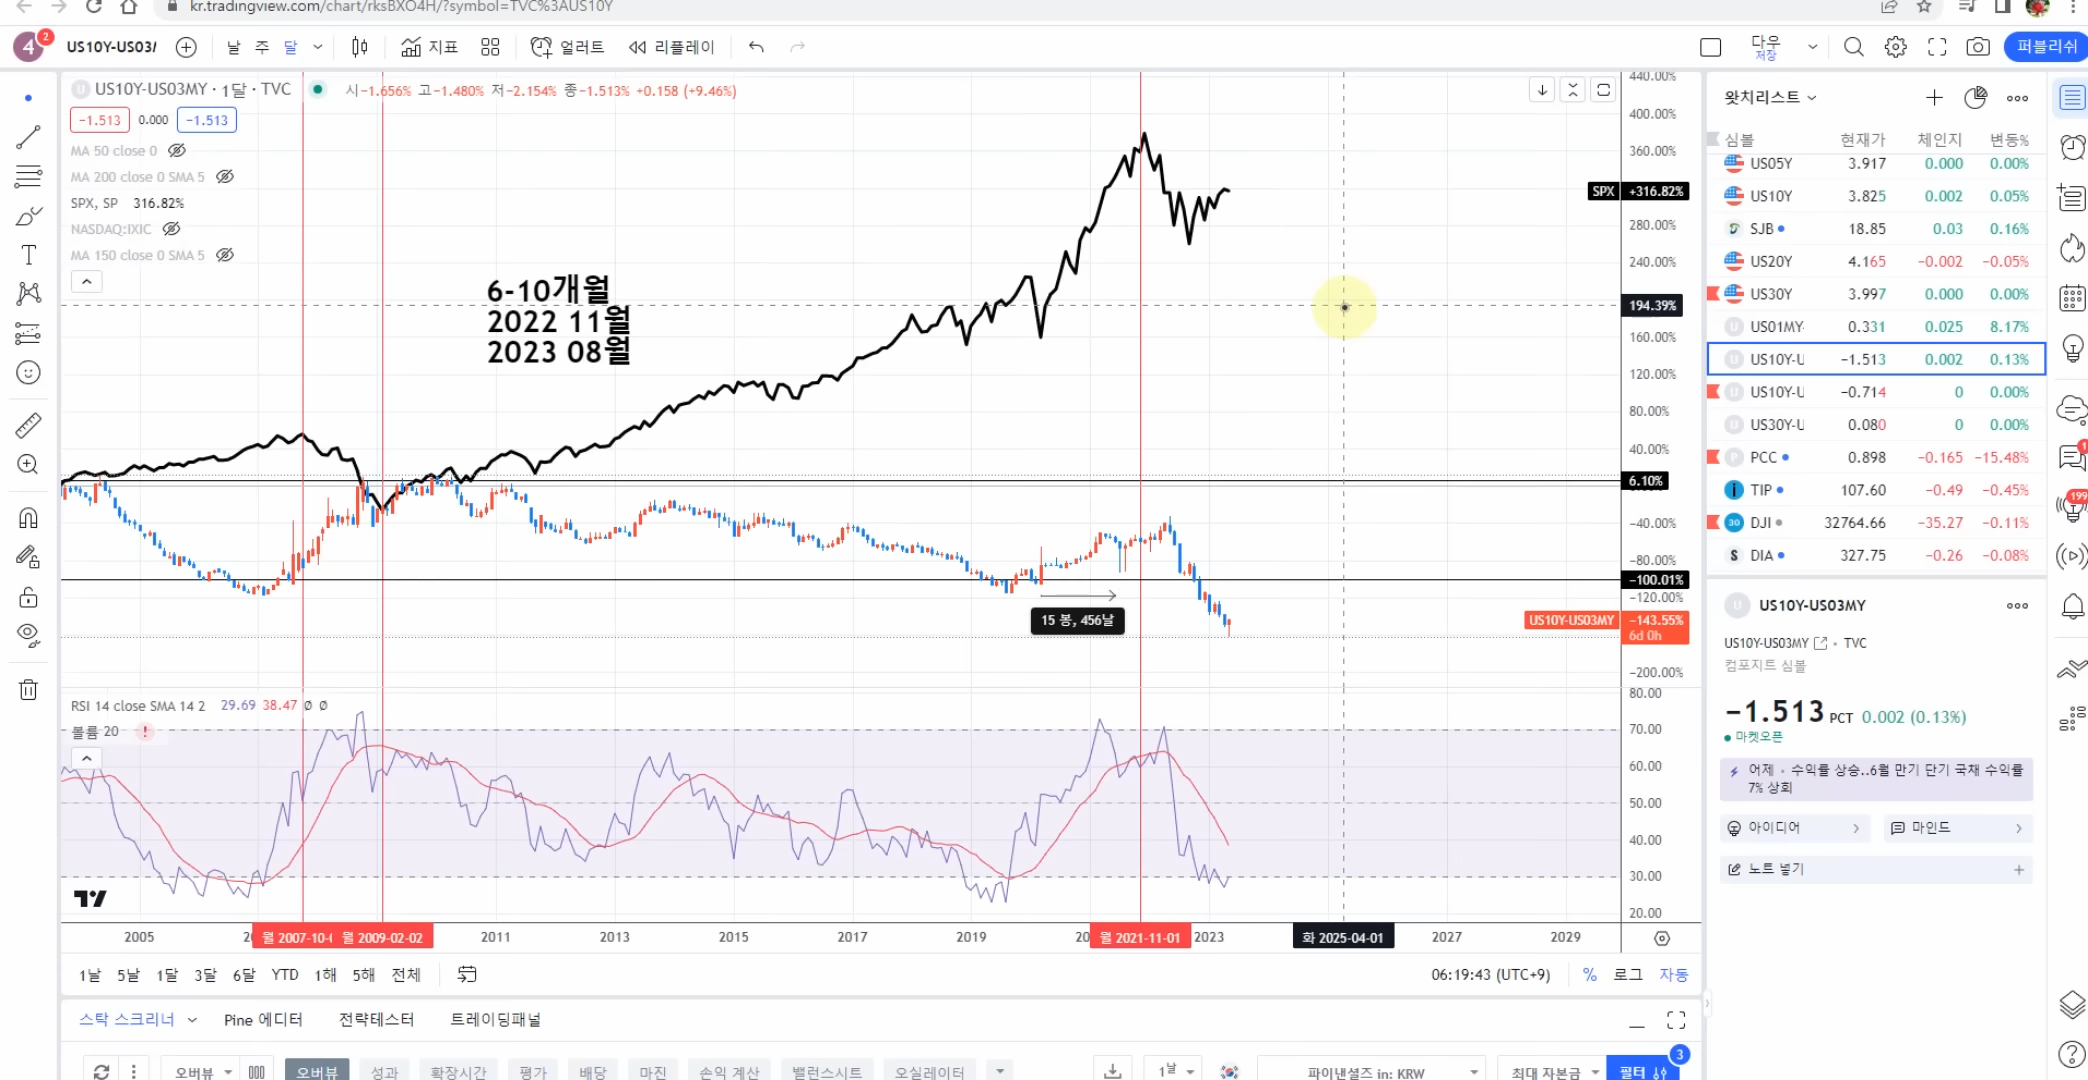 kr.tradingview.com/chart/rksBXO4H/?symbol=TVC%3AUS10Y
4 2 US10Y-US03/ 날 주 달 지표 얼러트 리플레이 다우 저장 퍼블리쉬
US10Y-US03MY · 1달 · TVC 시-1.656% 고-1.480% 저-2.154% 종-1.513% +0.158 (+9.46%)
-1.513 0.000 -1.513
MA 50 close 0
MA 200 close 0 SMA 5
SPX, SP 316.82%
NASDAQ:IXIC
MA 150 close 0 SMA 5
6-10개월
2022 11월
2023 08월
15 봉, 456날
440.00%
400.00%
360.00%
SPX +316.82%
280.00%
240.00%
194.39%
160.00%
120.00%
80.00%
40.00%
6.10%
-40.00%
-80.00%
-100.01%
-120.00%
US10Y-US03MY -143.55%
6d 0h
-200.00%
RSI 14 close SMA 14 2 29.69 38.47 Ø Ø
볼륨 20 !
80.00
70.00
60.00
50.00
40.00
30.00
20.00
2005 월 2007-10-0 월 2009-02-02 2011 2013 2015 2017 2019 월 2021-11-01 2023 화 2025-04-01 2027 2029
1날 5날 1달 3달 6달 YTD 1해 5해 전체 06:19:43 (UTC+9) % 로그 자동
스탁 스크리너 Pine 에디터 전략테스터 트레이딩패널
오버뷰 오버뷰 성과 확장시간 평가 배당 마진 손익 계산 밸런스시트 오실레이터 1날 파이낸셜즈 in: KRW 최대 자본금 필터 3
왓치리스트
심볼 현재가 체인지 변동%
US05Y 3.917 0.000 0.00%
US10Y 3.825 0.002 0.05%
SJB 18.85 0.03 0.16%
US20Y 4.165 -0.002 -0.05%
US30Y 3.997 0.000 0.00%
US01MY- 0.331 0.025 8.17%
US10Y-U -1.513 0.002 0.13%
US10Y-U -0.714 0 0.00%
US30Y-U 0.080 0 0.00%
PCC 0.898 -0.165 -15.48%
TIP 107.60 -0.49 -0.45%
30 DJI 32764.66 -35.27 -0.11%
DIA 327.75 -0.26 -0.08%
US10Y-US03MY
US10Y-US03MY · TVC
컴포지트 심볼
-1.513 PCT 0.002 (0.13%)
마켓오픈
어제 · 수익률 상승..6월 만기 단기 국채 수익률
7% 상회
아이디어 마인드
노트 넣기
1
199